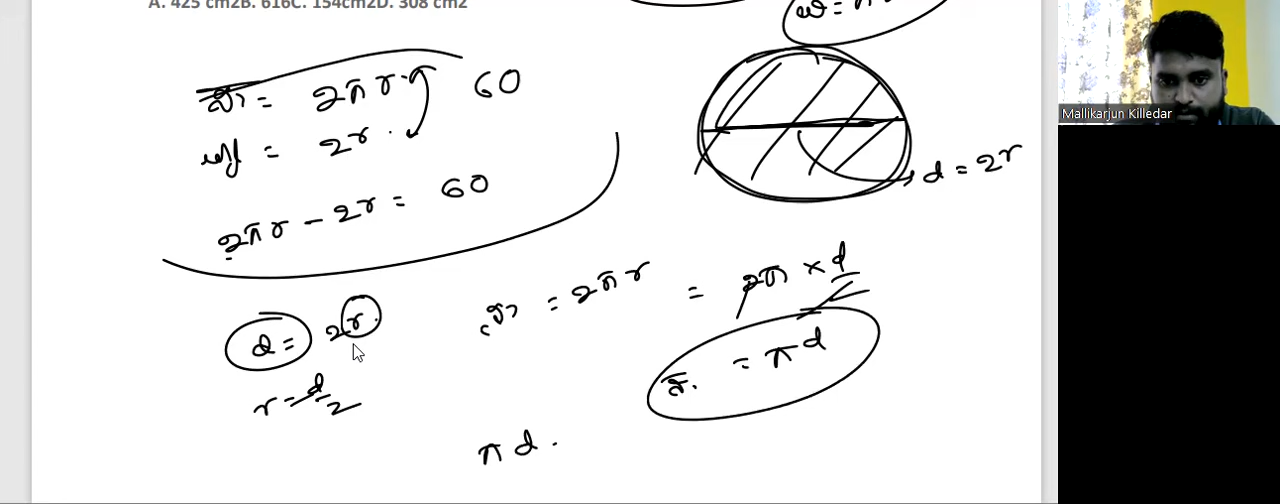 A. 425 cm2B. 616C. 154cm2D. 308 cm2
= 2πr. 60
= 2r.
2πr - 2r = 60
d = 2r
d = 2r.
r = d/2
= 2πr = 2π × d/2
= πd
πd.
Mallikarjun Killedar